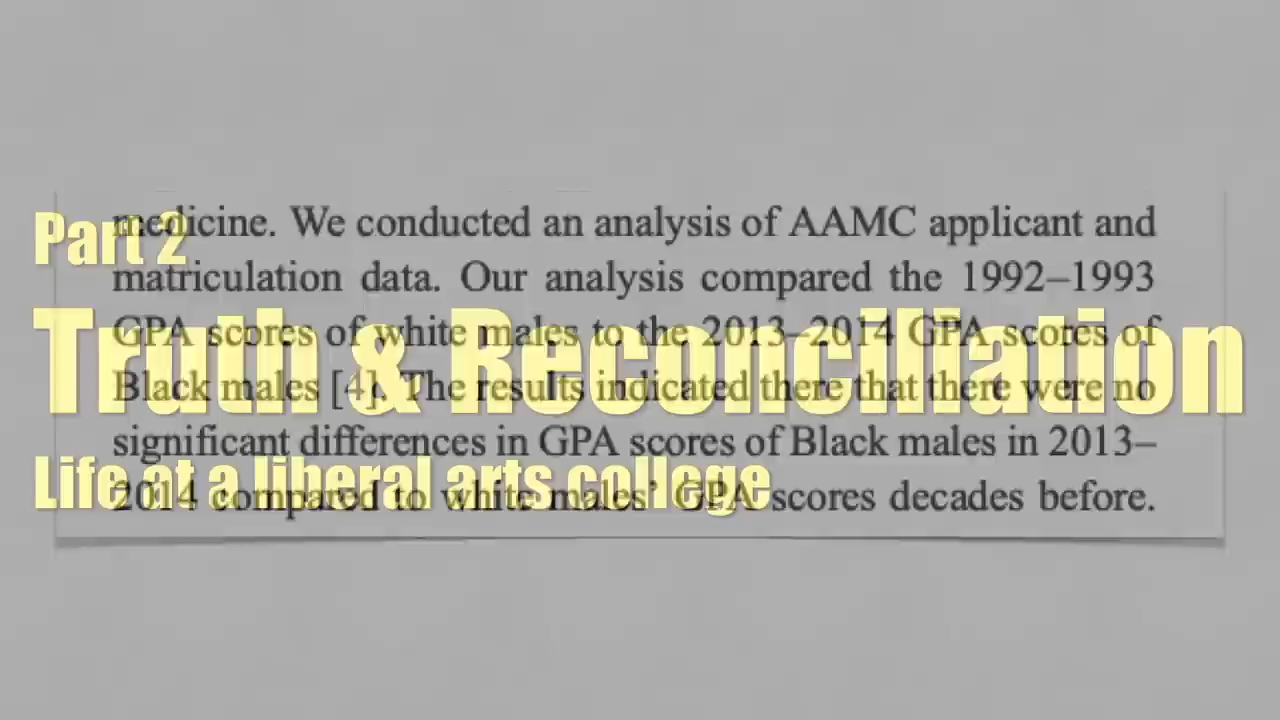 Part 2
Truth & Reconciliation
Life at a liberal arts college
medicine. We conducted an analysis of AAMC applicant and
matriculation data. Our analysis compared the 1992–1993
GPA scores of white males to the 2013–2014 GPA scores of
Black males [4]. The results indicated there that there were no
significant differences in GPA scores of Black males in 2013–
2014 compared to white males' GPA scores decades before.